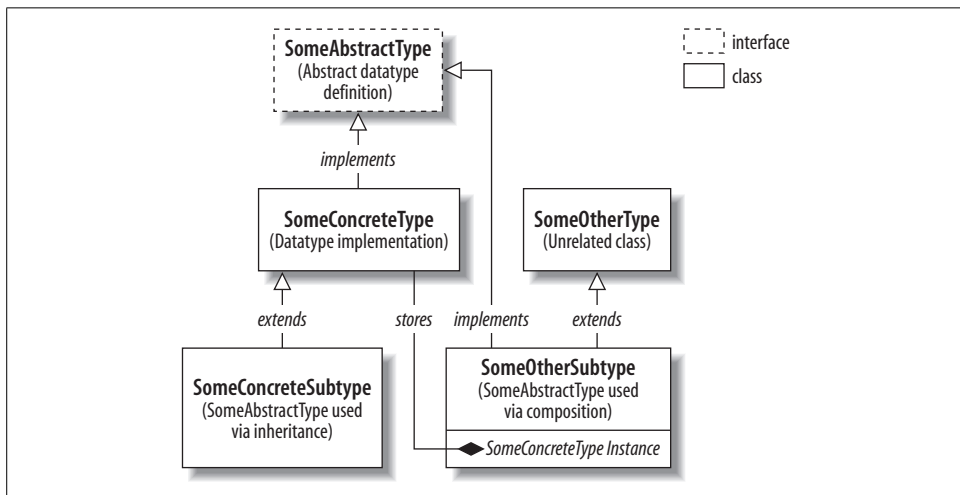 SomeAbstractType
(Abstract datatype
definition)
interface
class
implements
SomeConcreteType
(Datatype implementation)
SomeOtherType
(Unrelated class)
extends
stores
implements
extends
SomeConcreteSubtype
(SomeAbstractType used
via inheritance)
SomeOtherSubtype
(SomeAbstractType used
via composition)
SomeConcreteType Instance